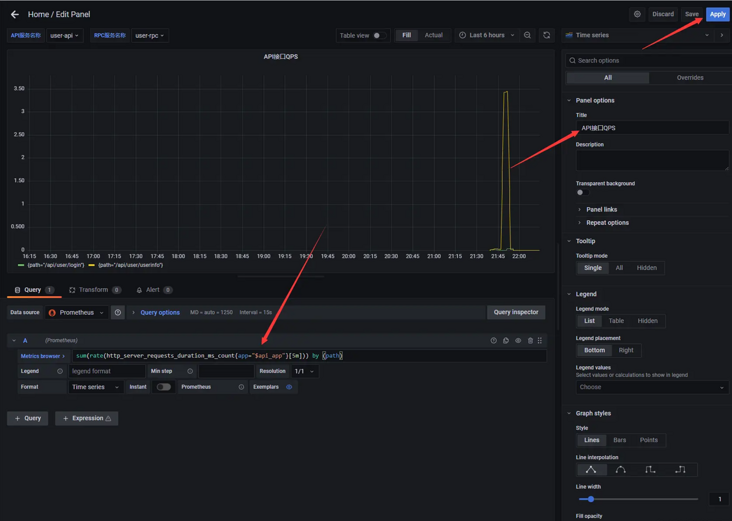 Home / Edit Panel
Discard
Save
Apply
API服务名称
user-api
RPC服务名称
user-rpc
Table view
Fill
Actual
Last 6 hours
Time series
API接口QPS
3.50
3
2.50
2
1.50
1
0.500
0
16:15 16:30 16:45 17:00 17:15 17:30 17:45 18:00 18:15 18:30 18:45 19:00 19:15 19:30 19:45 20:00 20:15 20:30 20:45 21:00 21:15 21:30 21:45 22:00
{path="/api/user/login"} {path="/api/user/userinfo"}
Query 1
Transform 0
Alert 0
Data source
Prometheus
Query options
MD = auto = 1250
Interval = 15s
Query inspector
A
(Prometheus)
Metrics browser >
sum(rate(http_server_requests_duration_ms_count{app="$api_app"}[5m])) by (path)
Legend
legend format
Min step
Resolution
1/1
Format
Time series
Instant
Prometheus
Exemplars
+ Query
+ Expression
Search options
All
Overrides
Panel options
Title
API接口QPS
Description
Transparent background
Panel links
Repeat options
Tooltip
Tooltip mode
Single
All
Hidden
Legend
Legend mode
List
Table
Hidden
Legend placement
Bottom
Right
Legend values
Select values or calculations to show in legend
Choose
Graph styles
Style
Lines
Bars
Points
Line interpolation
Line width
1
Fill opacity